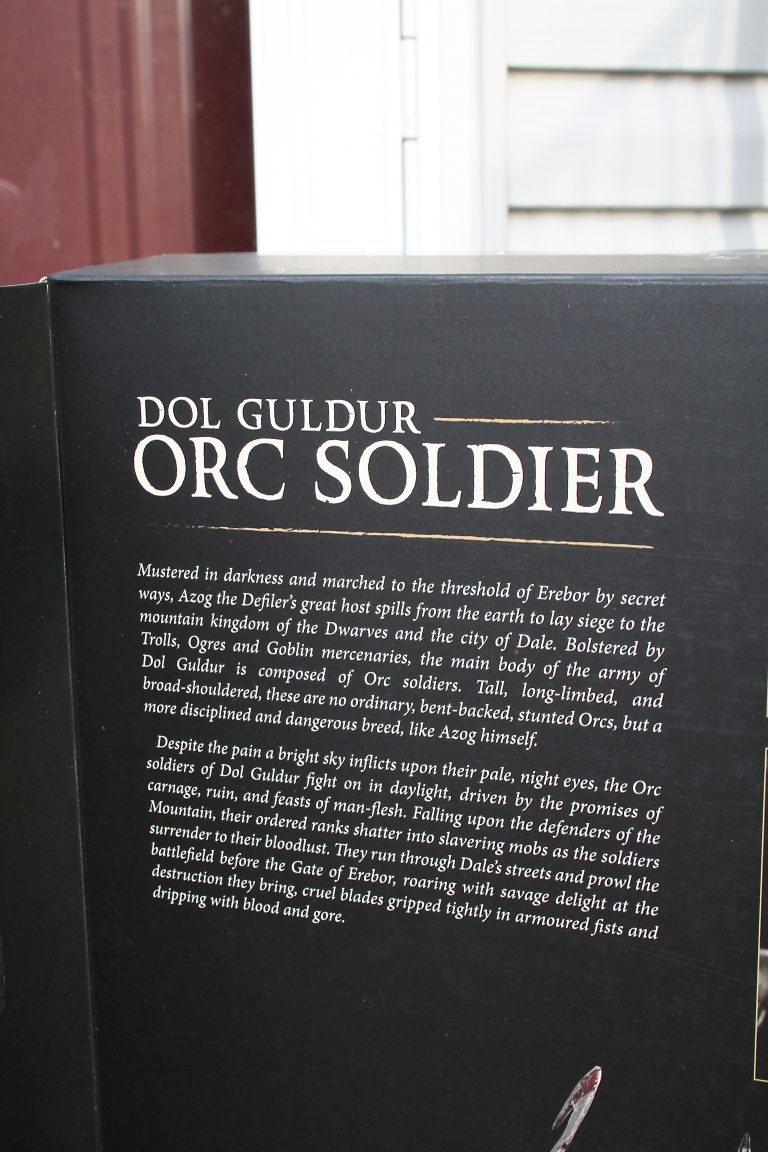 DOL GULDUR
ORC SOLDIER
Mustered in darkness and marched to the threshold of Erebor by secret
ways, Azog the Defiler's great host spills from the earth to lay siege to the
mountain kingdom of the Dwarves and the city of Dale. Bolstered by
Trolls, Ogres and Goblin mercenaries, the main body of the army of
Dol Guldur is composed of Orc soldiers. Tall, long-limbed, and
broad-shouldered, these are no ordinary, bent-backed, stunted Orcs, but a
more disciplined and dangerous breed, like Azog himself.
Despite the pain a bright sky inflicts upon their pale, night eyes, the Orc
soldiers of Dol Guldur fight on in daylight, driven by the promises of
carnage, ruin, and feasts of man-flesh. Falling upon the defenders of the
Mountain, their ordered ranks shatter into slavering mobs as the soldiers
surrender to their bloodlust. They run through Dale's streets and prowl the
battlefield before the Gate of Erebor, roaring with savage delight at the
destruction they bring, cruel blades gripped tightly in armoured fists and
dripping with blood and gore.